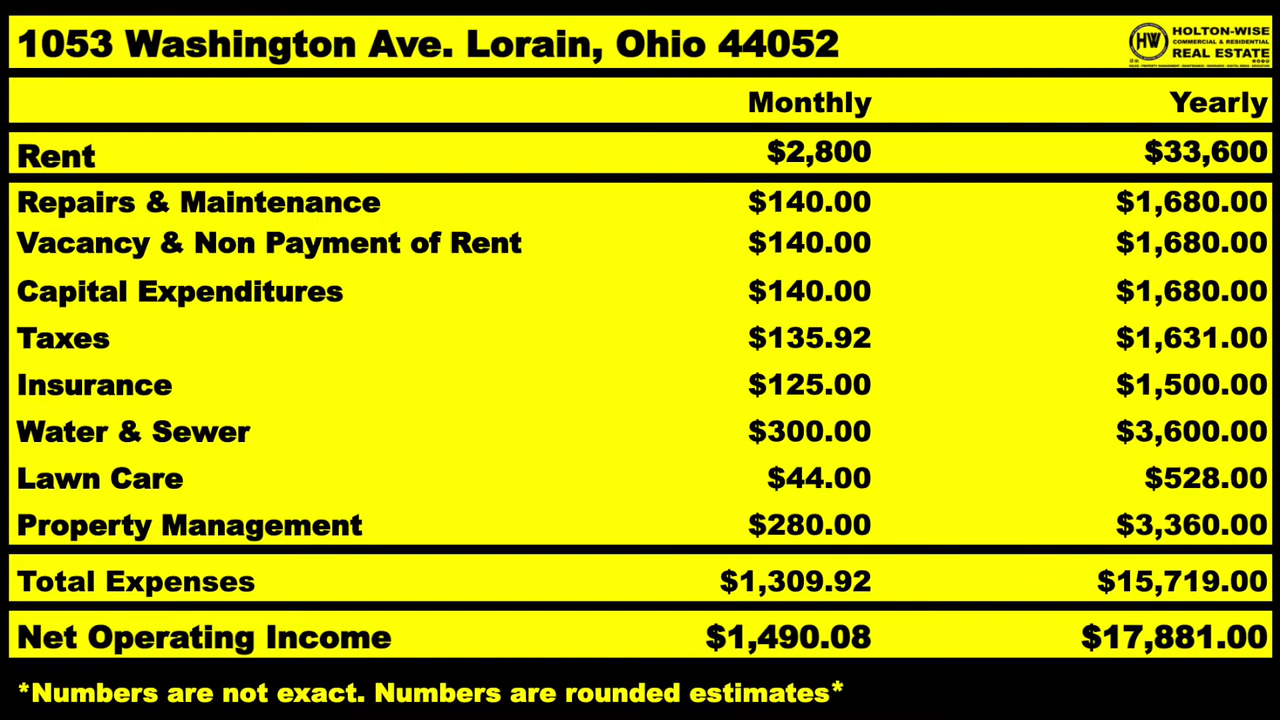 1053 Washington Ave. Lorain, Ohio 44052
HW
HOLTON-WISE
COMMERCIAL & RESIDENTIAL
REAL ESTATE
Monthly Yearly
Rent $2,800 $33,600
Repairs & Maintenance $140.00 $1,680.00
Vacancy & Non Payment of Rent $140.00 $1,680.00
Capital Expenditures $140.00 $1,680.00
Taxes $135.92 $1,631.00
Insurance $125.00 $1,500.00
Water & Sewer $300.00 $3,600.00
Lawn Care $44.00 $528.00
Property Management $280.00 $3,360.00
Total Expenses $1,309.92 $15,719.00
Net Operating Income $1,490.08 $17,881.00
*Numbers are not exact. Numbers are rounded estimates*